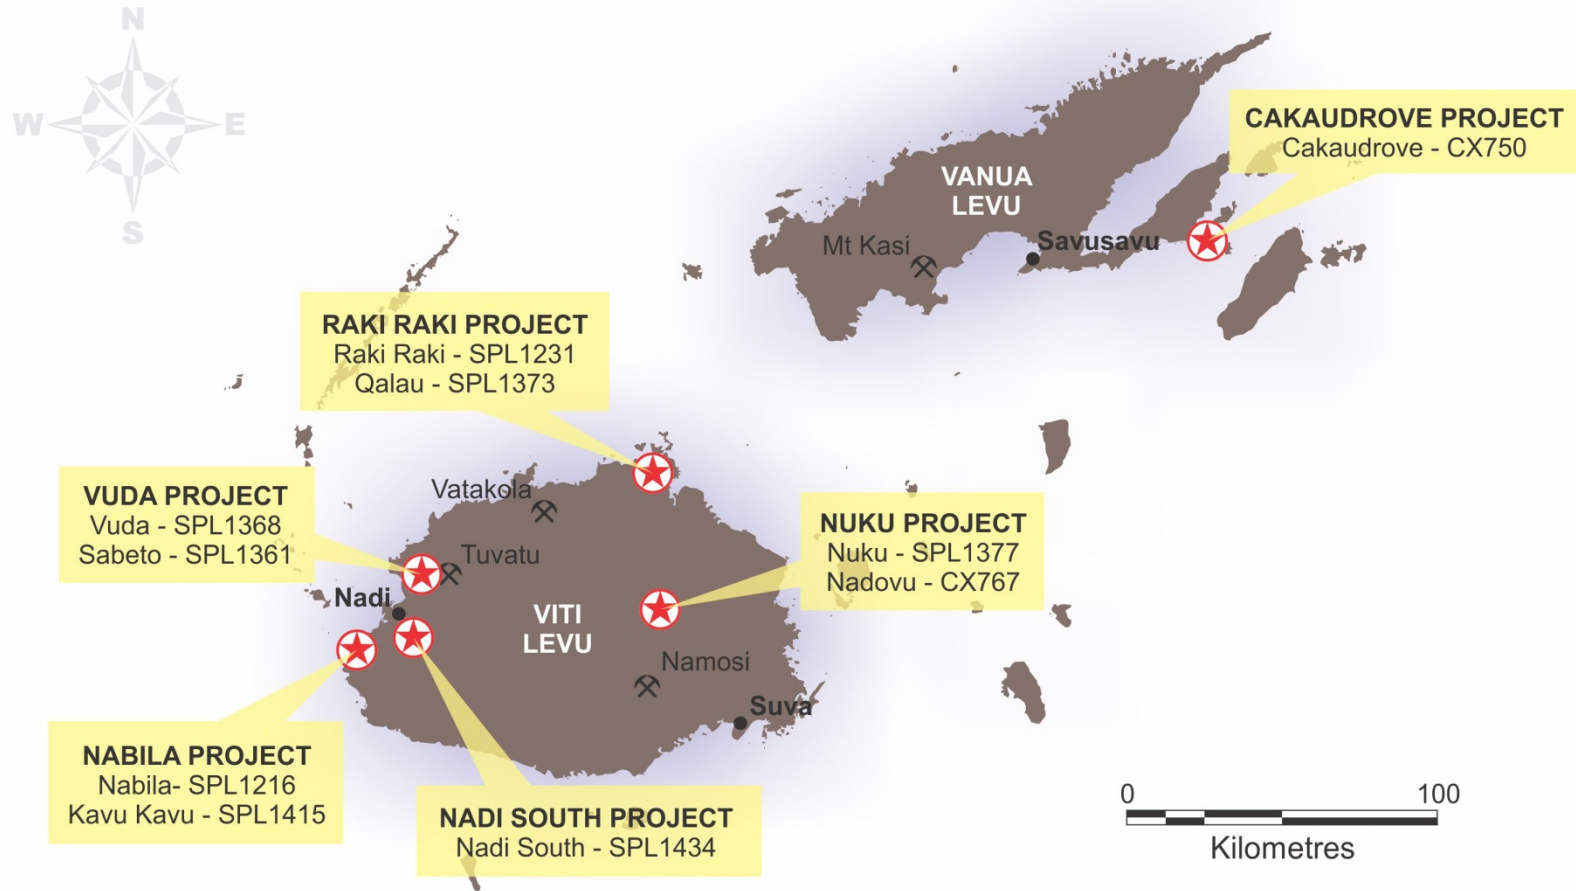 N
W
E
S
CAKAUDROVE PROJECT
Cakaudrove - CX750
VANUA
LEVU
Mt Kasi
Savusavu
RAKI RAKI PROJECT
Raki Raki - SPL1231
Qalau - SPL1373
VUDA PROJECT
Vuda - SPL1368
Sabeto - SPL1361
Vatakola
Tuvatu
Nadi
VITI
LEVU
NUKU PROJECT
Nuku - SPL1377
Nadovu - CX767
Namosi
Suva
NABILA PROJECT
Nabila- SPL1216
Kavu Kavu - SPL1415
NADI SOUTH PROJECT
Nadi South - SPL1434
0 100
Kilometres